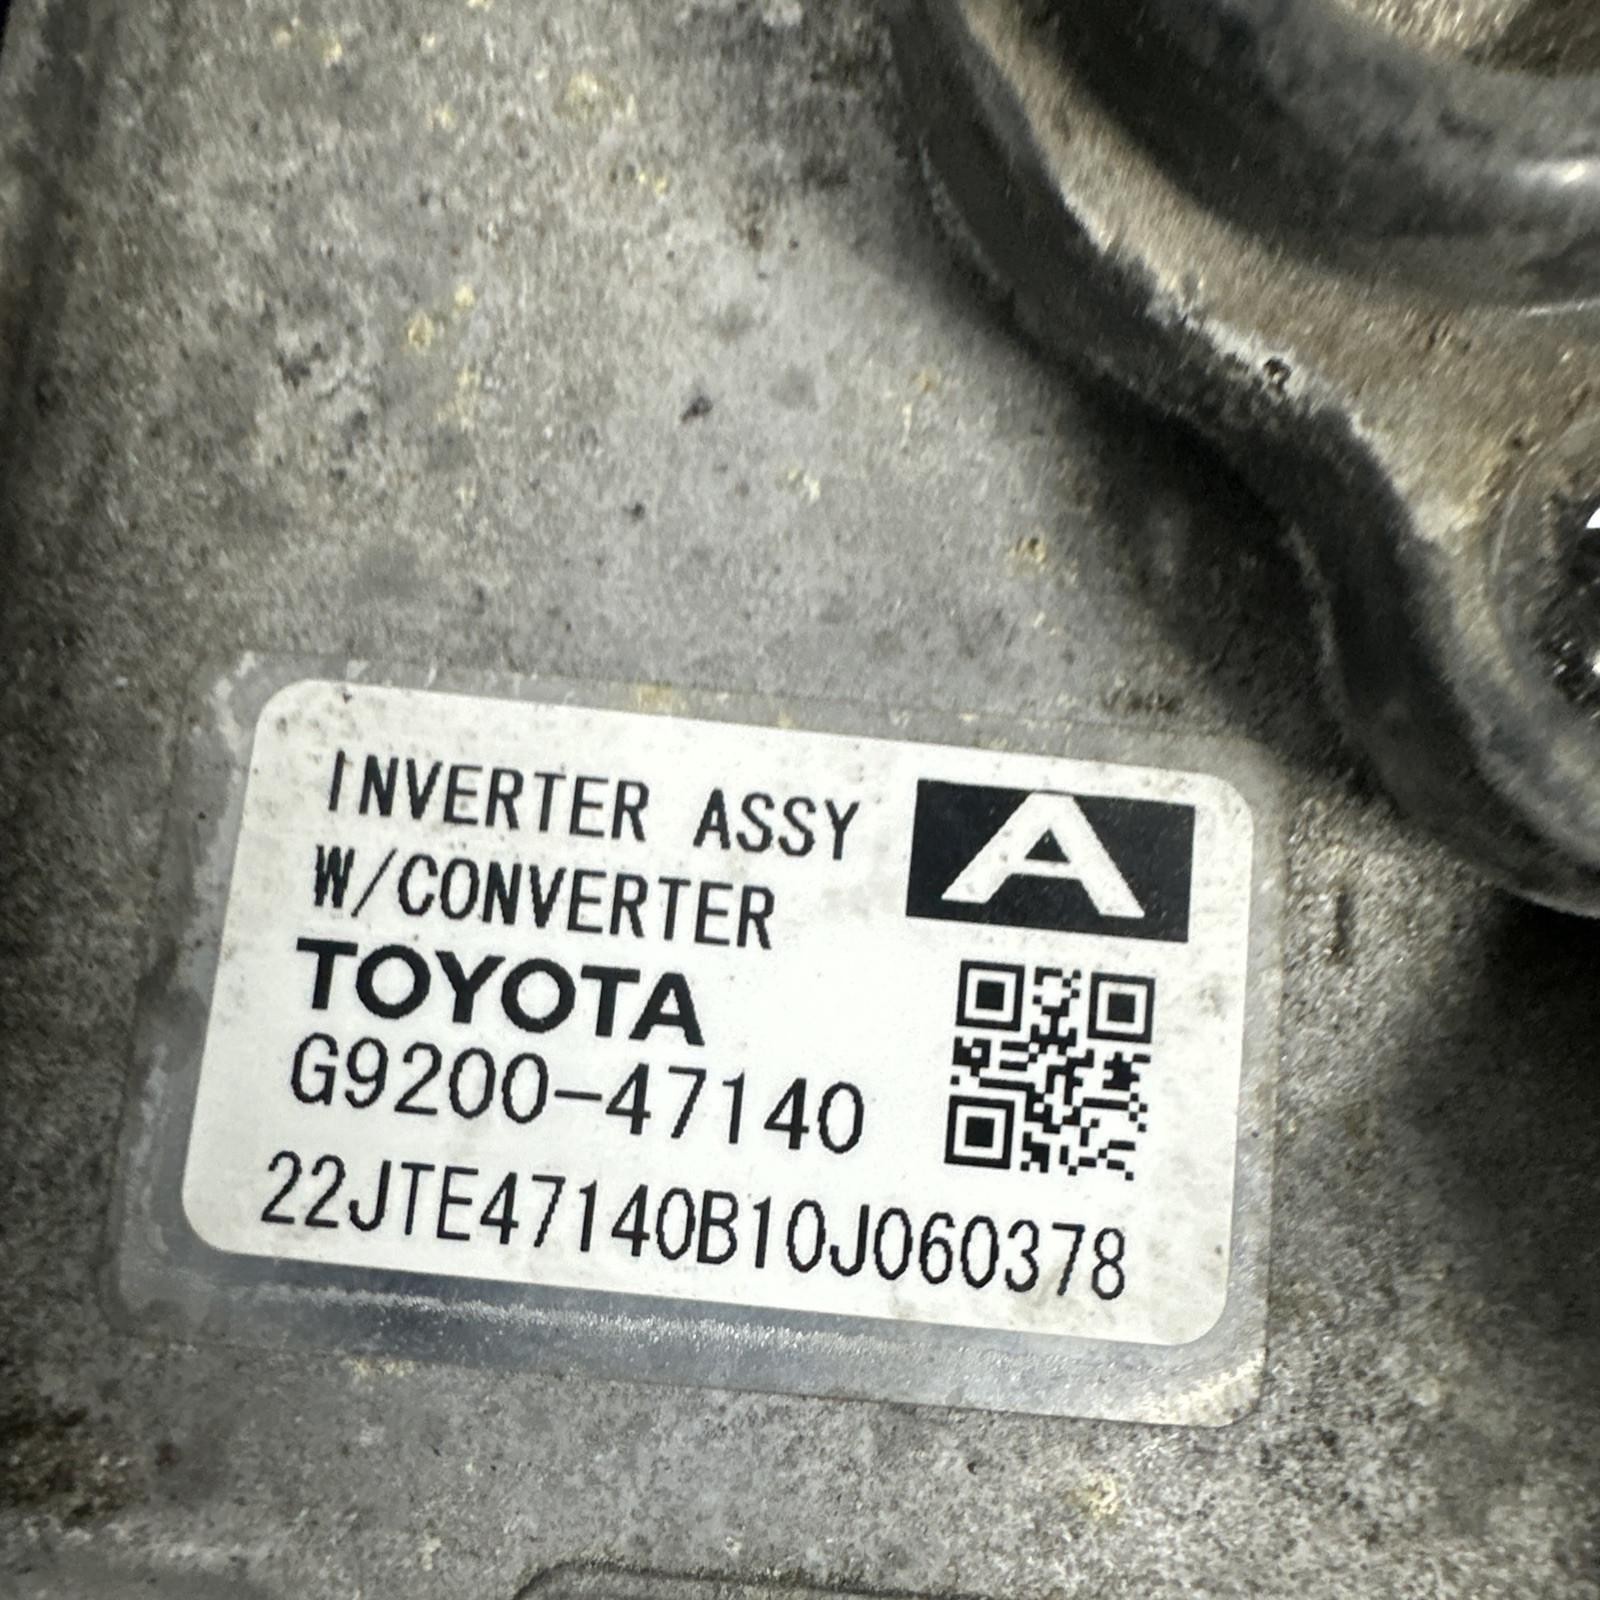 INVERTER ASSY
A
W/CONVERTER
TOYOTA
G9200-47140
22JTE47140B10J060378